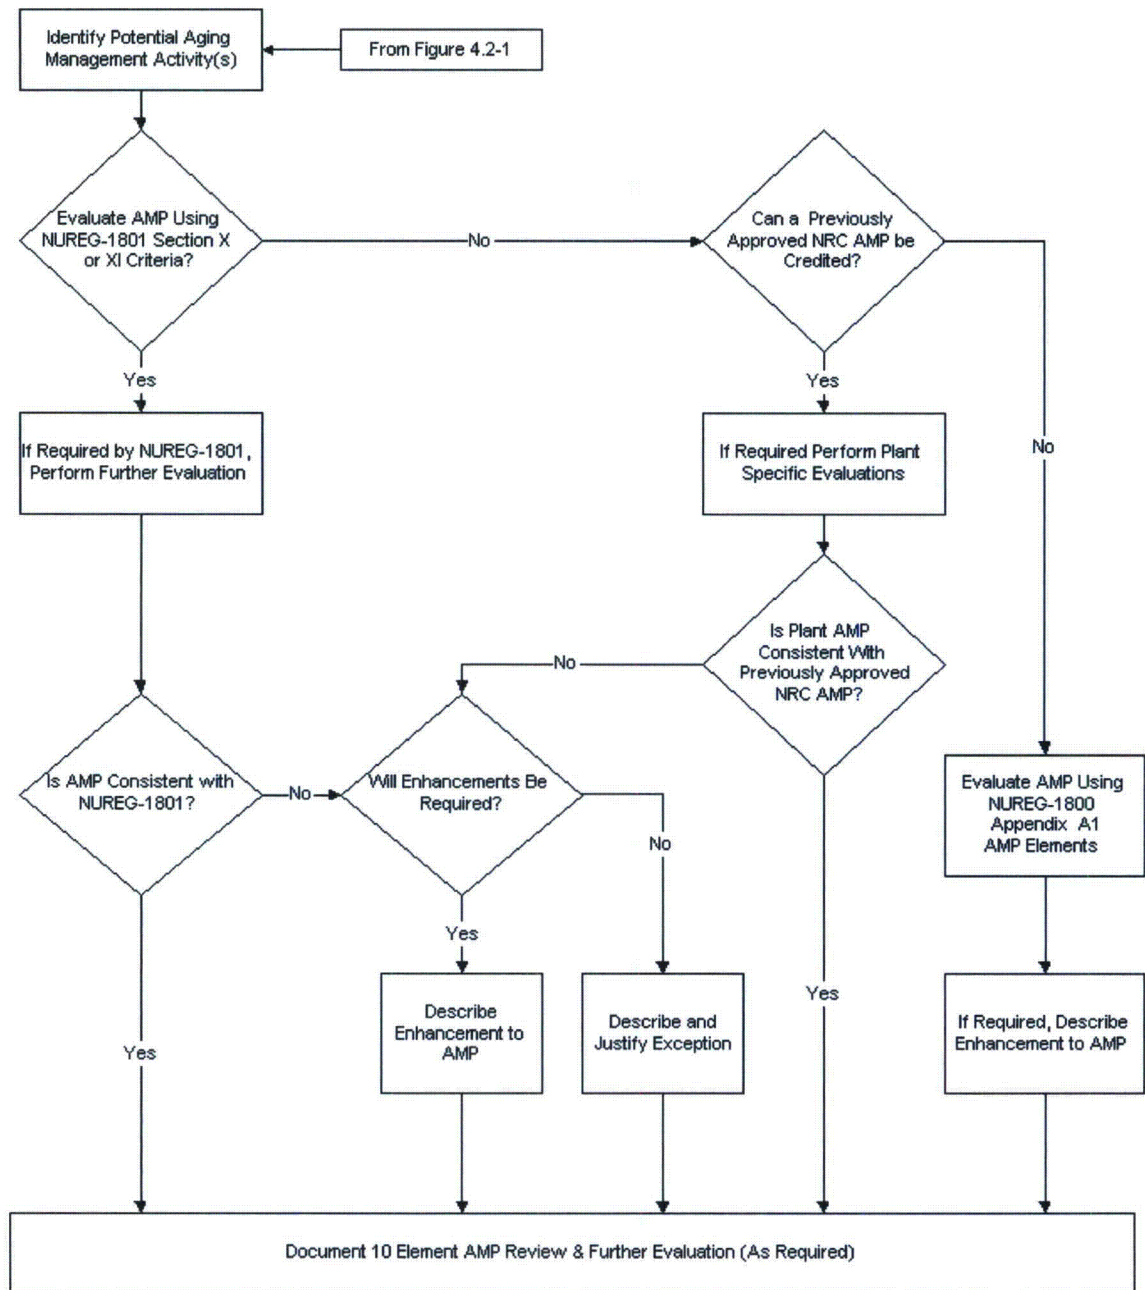 Identify Potential Aging
Management Activity(s)
From Figure 4.2-1
Evaluate AMP Using
NUREG-1801 Section X
or XI Criteria?
No
Can a Previously
Approved NRC AMP be
Credited?
Yes
Yes
No
If Required by NUREG-1801,
Perform Further Evaluation
If Required Perform Plant
Specific Evaluations
Is Plant AMP
Consistent With
Previously Approved
NRC AMP?
No
Is AMP Consistent with
NUREG-1801?
No
Will Enhancements Be
Required?
No
Yes
Evaluate AMP Using
NUREG-1800
Appendix A1
AMP Elements
Describe
Enhancement to
AMP
Describe and
Justify Exception
Yes
If Required, Describe
Enhancement to AMP
Yes
Document 10 Element AMP Review & Further Evaluation (As Required)